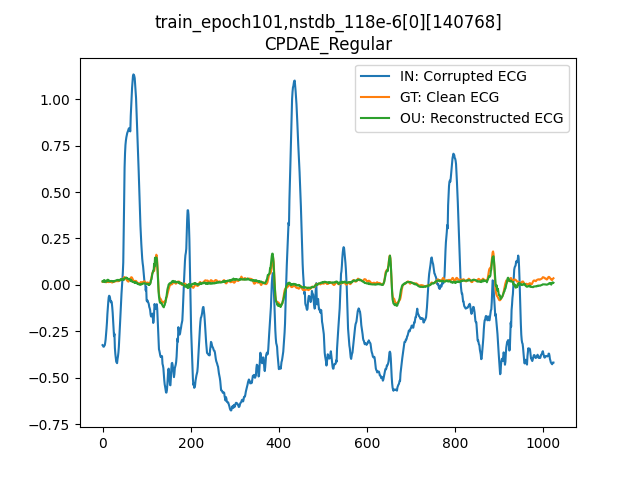 train_epoch101,nstdb_118e-6[0][140768]
CPDAE_Regular
IN: Corrupted ECG
GT: Clean ECG
OU: Reconstructed ECG
1.00
0.75
0.50
0.25
0.00
−0.25
−0.50
−0.75
0 200 400 600 800 1000